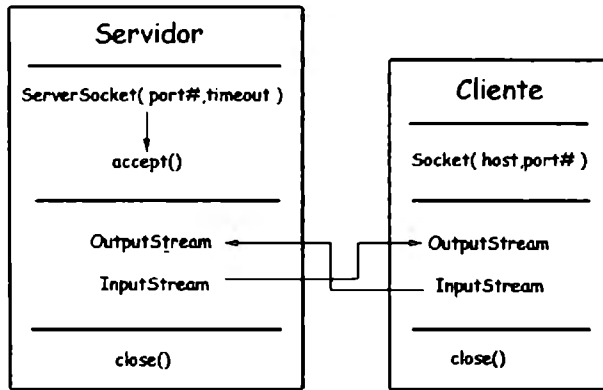 Servidor
ServerSocket( port#,timeout )
accept()
OutputStream
InputStream
close()
Cliente
Socket( host,port# )
OutputStream
InputStream
close()